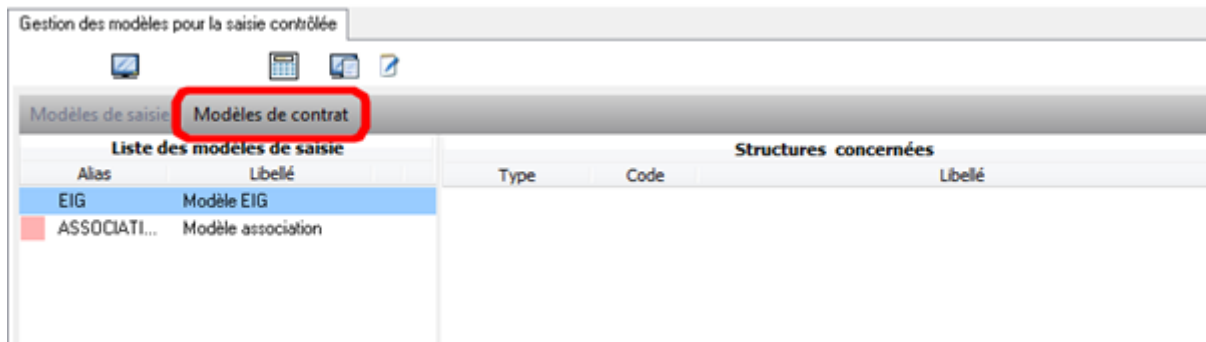 Gestion des modèles pour la saisie contrôlée
Modèles de saisie Modèles de contrat
Liste des modèles de saisie Structures concernées
Alias Libellé Type Code Libellé
EIG Modèle EIG
ASSOCIATI... Modèle association